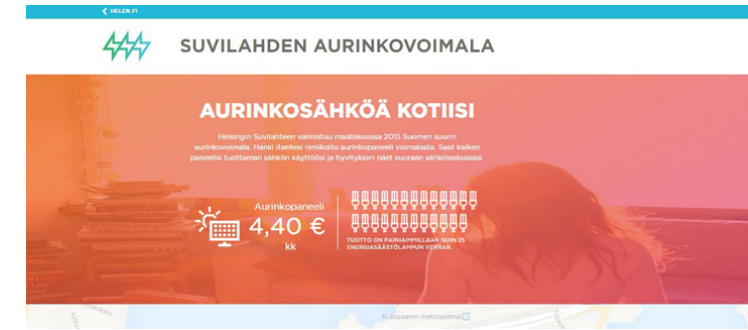 HELEN.FI
SUVILAHDEN AURINKOVOIMALA
AURINKOSÄHKÖÄ KOTIISI
Helsingin Suvilahteen valmistuu maaliskuussa 2015 Suomen suurin
aurinkovoimala. Hanki itsellesi nimikoitu aurinkopaneeli voimalasta. Saat kaiken
paneelisi tuottaman sähkön käyttöösi ja hyvityksen näet suoraan sähkölaskussasi.
Aurinkopaneeli
4,40 €
kk
TUOTTO ON PARHAIMMILLAAN NOIN 25
ENERGIASÄÄSTÖLAMPUN VERRAN.
Kulosaaren metroasema